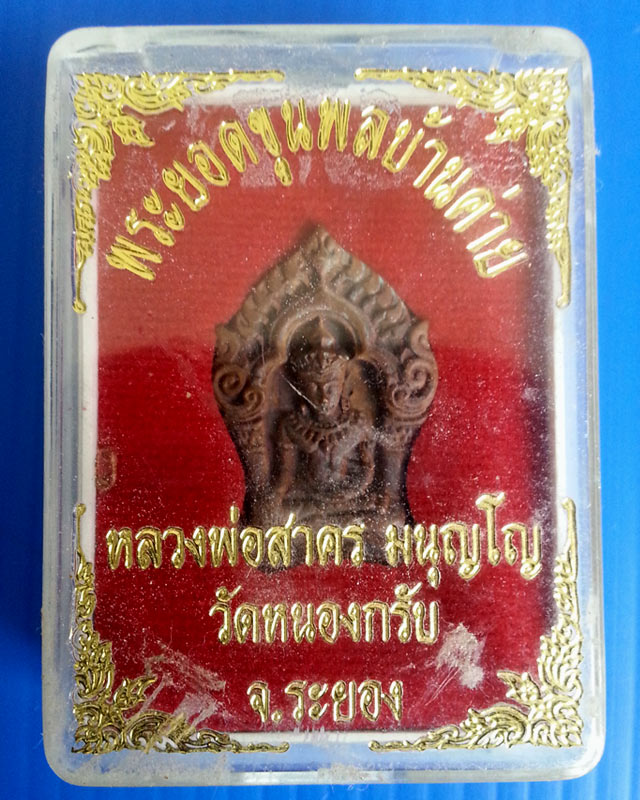 พระยอดขุนพลบ้านค่าย
หลวงพ่อสาคร มนุญโญ
วัดหนองกรับ
จ.ระยอง